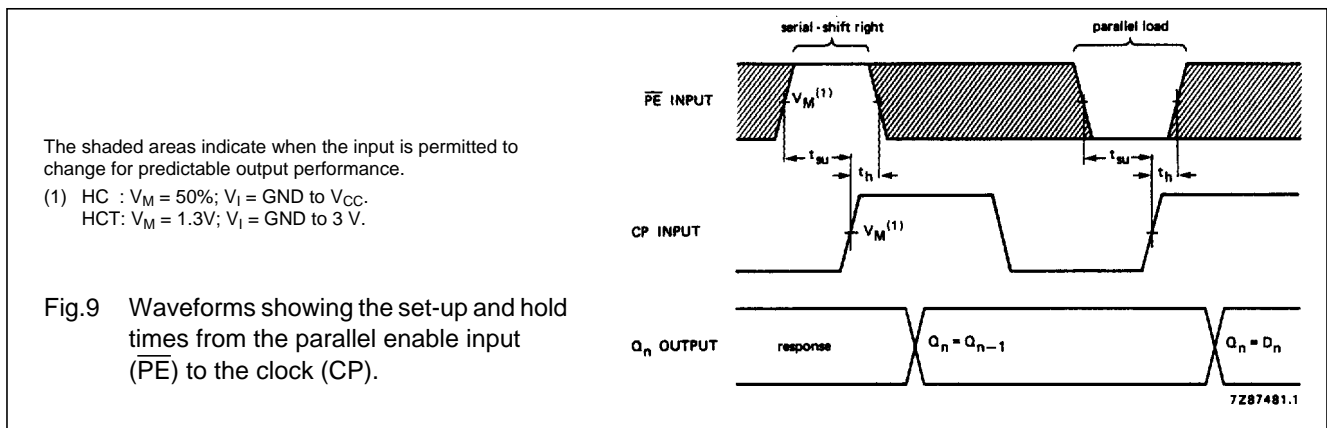 The shaded areas indicate when the input is permitted to
change for predictable output performance.
(1) HC : VM = 50%; VI = GND to VCC.
HCT: VM = 1.3V; VI = GND to 3 V.
Fig.9 Waveforms showing the set-up and hold
times from the parallel enable input
(P̅E̅) to the clock (CP).
serial-shift right
parallel load
P̅E̅ INPUT
VM(1)
tsu
tsu
th
th
CP INPUT
VM(1)
Qn OUTPUT
response
Qn = Qn−1
Qn = Dn
7Z87481.1